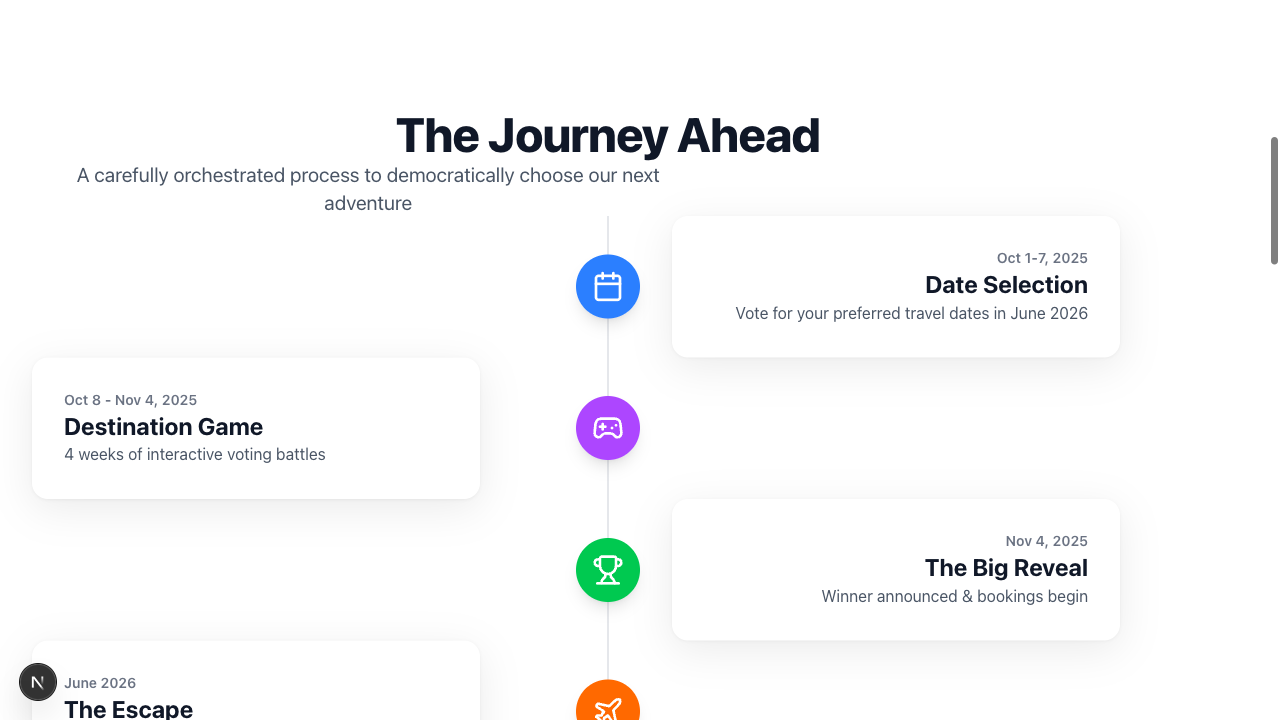 The Journey Ahead
A carefully orchestrated process to democratically choose our next
adventure
Oct 1-7, 2025
Date Selection
Vote for your preferred travel dates in June 2026
Oct 8 - Nov 4, 2025
Destination Game
4 weeks of interactive voting battles
Nov 4, 2025
The Big Reveal
Winner announced & bookings begin
N
June 2026
The Escape